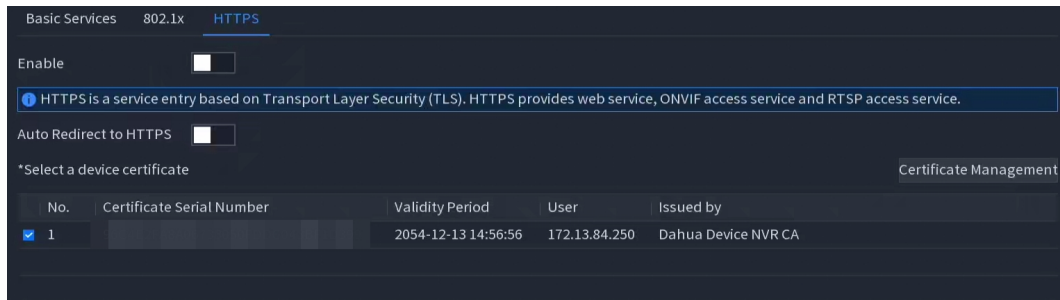 Basic Services 802.1x HTTPS
Enable
HTTPS is a service entry based on Transport Layer Security (TLS). HTTPS provides web service, ONVIF access service and RTSP access service.
Auto Redirect to HTTPS
*Select a device certificate Certificate Management
No. Certificate Serial Number Validity Period User Issued by
1 2054-12-13 14:56:56 172.13.84.250 Dahua Device NVR CA